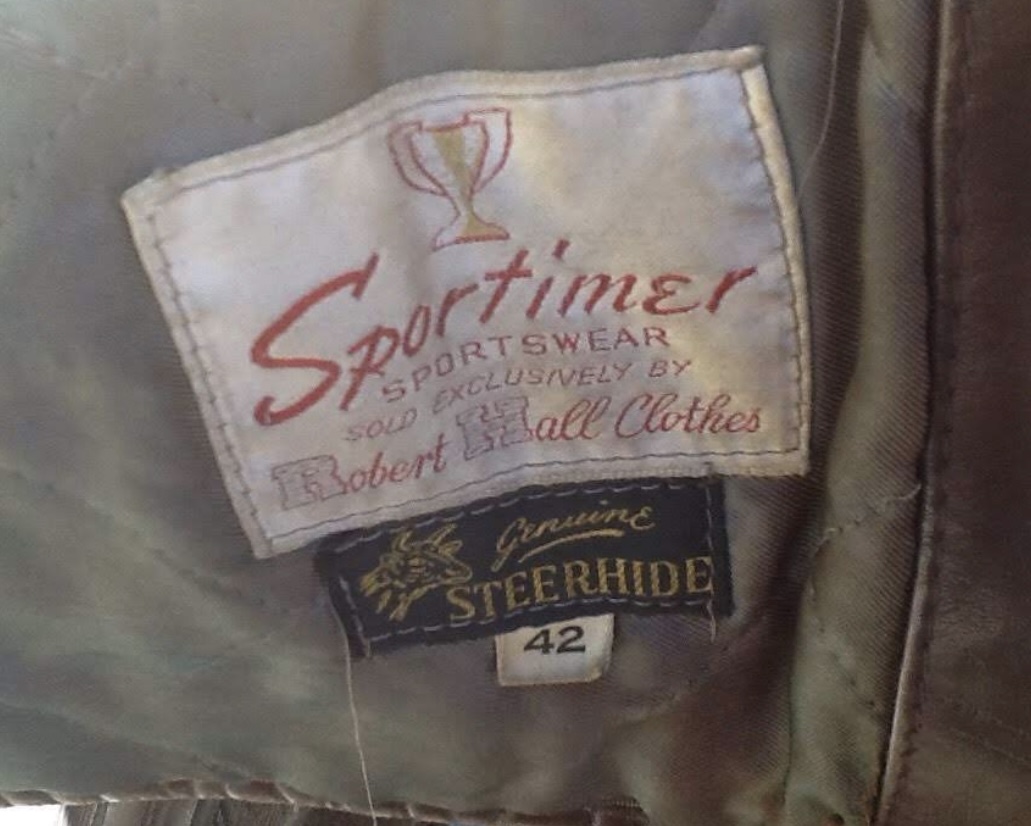 Sportimer
SPORTSWEAR
SOLD EXCLUSIVELY BY
Robert Hall Clothes
Genuine
STEERHIDE
42